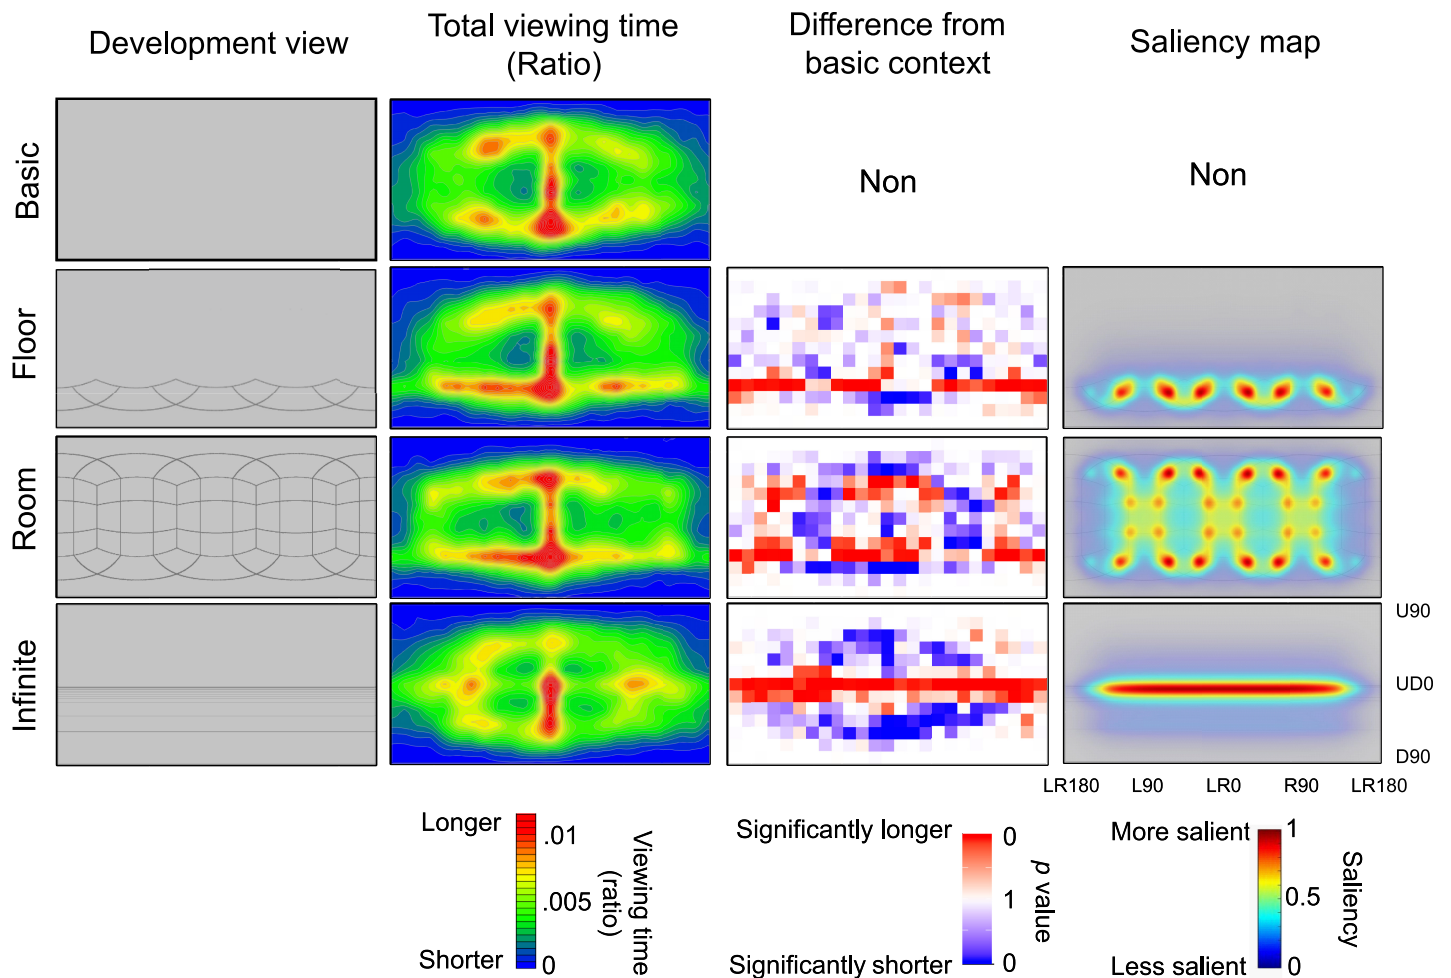 Development view
Total viewing time
(Ratio)
Difference from
basic context
Saliency map
Basic
Non
Non
Floor
Room
Infinite
U90
UD0
D90
LR180
L90
LR0
R90
LR180
Longer
.01
.005
Shorter
0
Viewing time
(ratio)
Significantly longer
0
1
Significantly shorter
0
p value
More salient
1
0.5
Less salient
0
Saliency